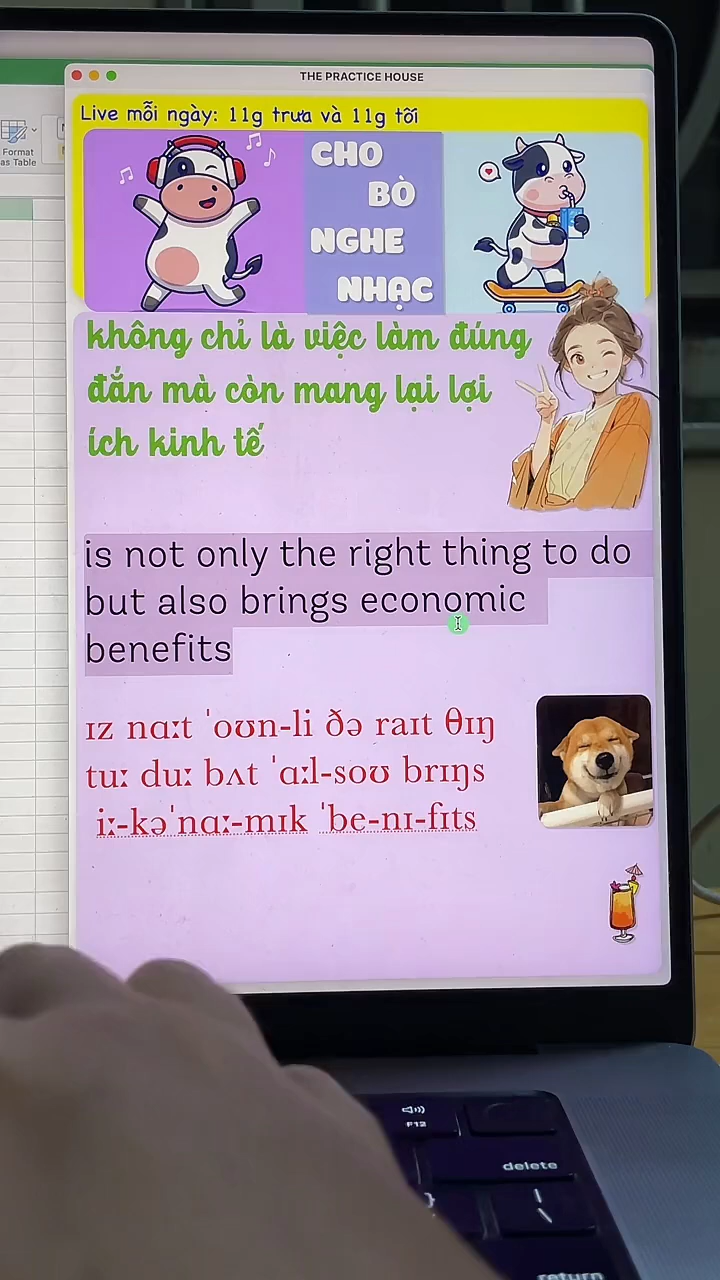 THE PRACTICE HOUSE
Format
as Table
Live mỗi ngày: 11g trưa và 11g tối
CHO
BÒ
NGHE
NHẠC
không chỉ là việc làm đúng
đắn mà còn mang lại lợi
ích kinh tế
is not only the right thing to do
but also brings economic
benefits
ɪz nɑːt ˈoʊn-li ðə raɪt θɪŋ
tuː duː bʌt ˈɑːl-soʊ brɪŋs
iː-kəˈnɑː-mɪk ˈbe-nɪ-fɪts
F12
delete
return